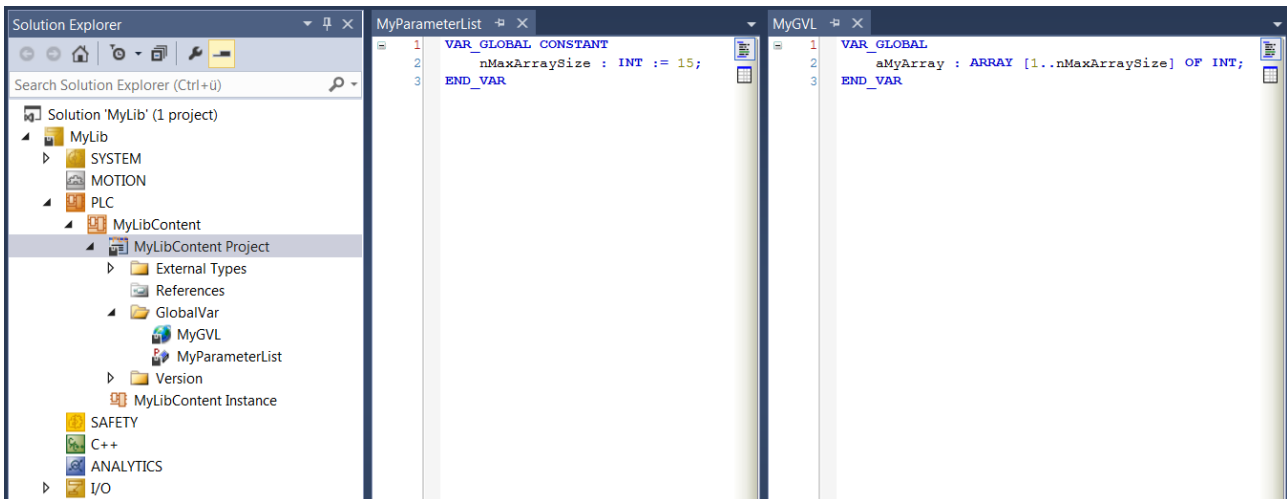 Solution Explorer
Search Solution Explorer (Ctrl+ü)
Solution 'MyLib' (1 project)
MyLib
SYSTEM
MOTION
PLC
MyLibContent
MyLibContent Project
External Types
References
GlobalVar
MyGVL
MyParameterList
Version
MyLibContent Instance
SAFETY
C++
ANALYTICS
I/O
MyParameterList
1 VAR_GLOBAL CONSTANT
2 nMaxArraySize : INT := 15;
3 END_VAR
MyGVL
1 VAR_GLOBAL
2 aMyArray : ARRAY [1..nMaxArraySize] OF INT;
3 END_VAR